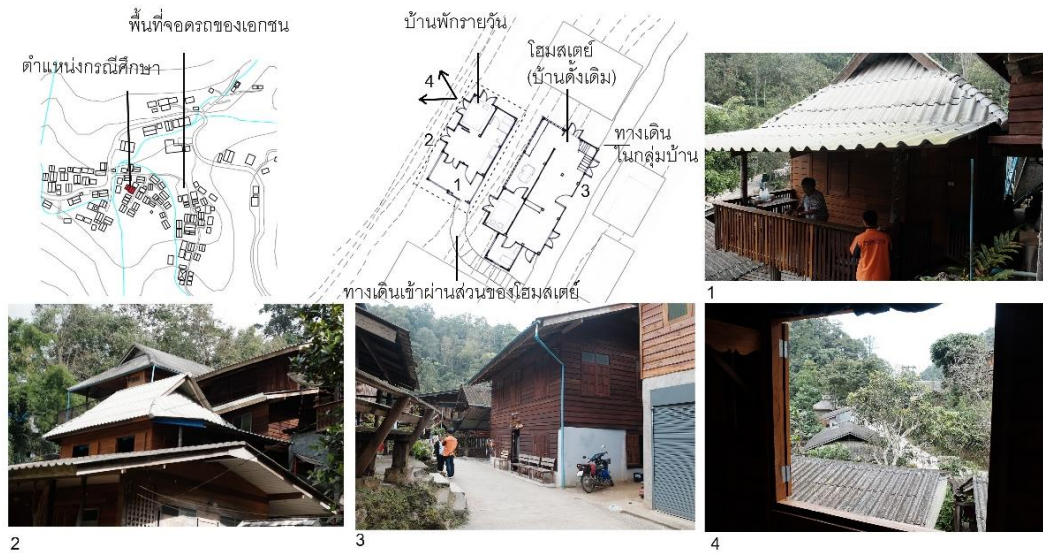 พื้นที่จอดรถของเอกชน
ตำแหน่งกรณีศึกษา
บ้านพักรายวัน
โฮมสเตย์
(บ้านดั้งเดิม)
ทางเดิน
ในกลุ่มบ้าน
4
2
1
3
ทางเดินเข้าผ่านส่วนของโฮมสเตย์
1
2
3
4